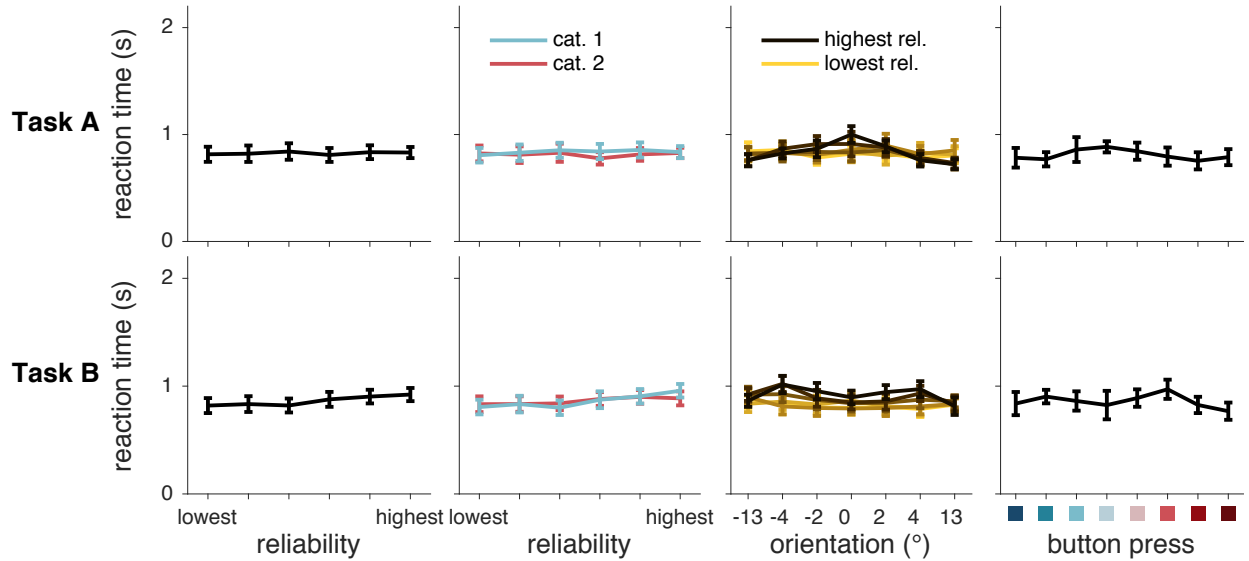 Task A
reaction time (s)
2
1
0
cat. 1
cat. 2
highest rel.
lowest rel.
Task B
reaction time (s)
2
1
0
lowest
highest
reliability
lowest
highest
reliability
-13 -4 -2 0 2 4 13
orientation (°)
button press